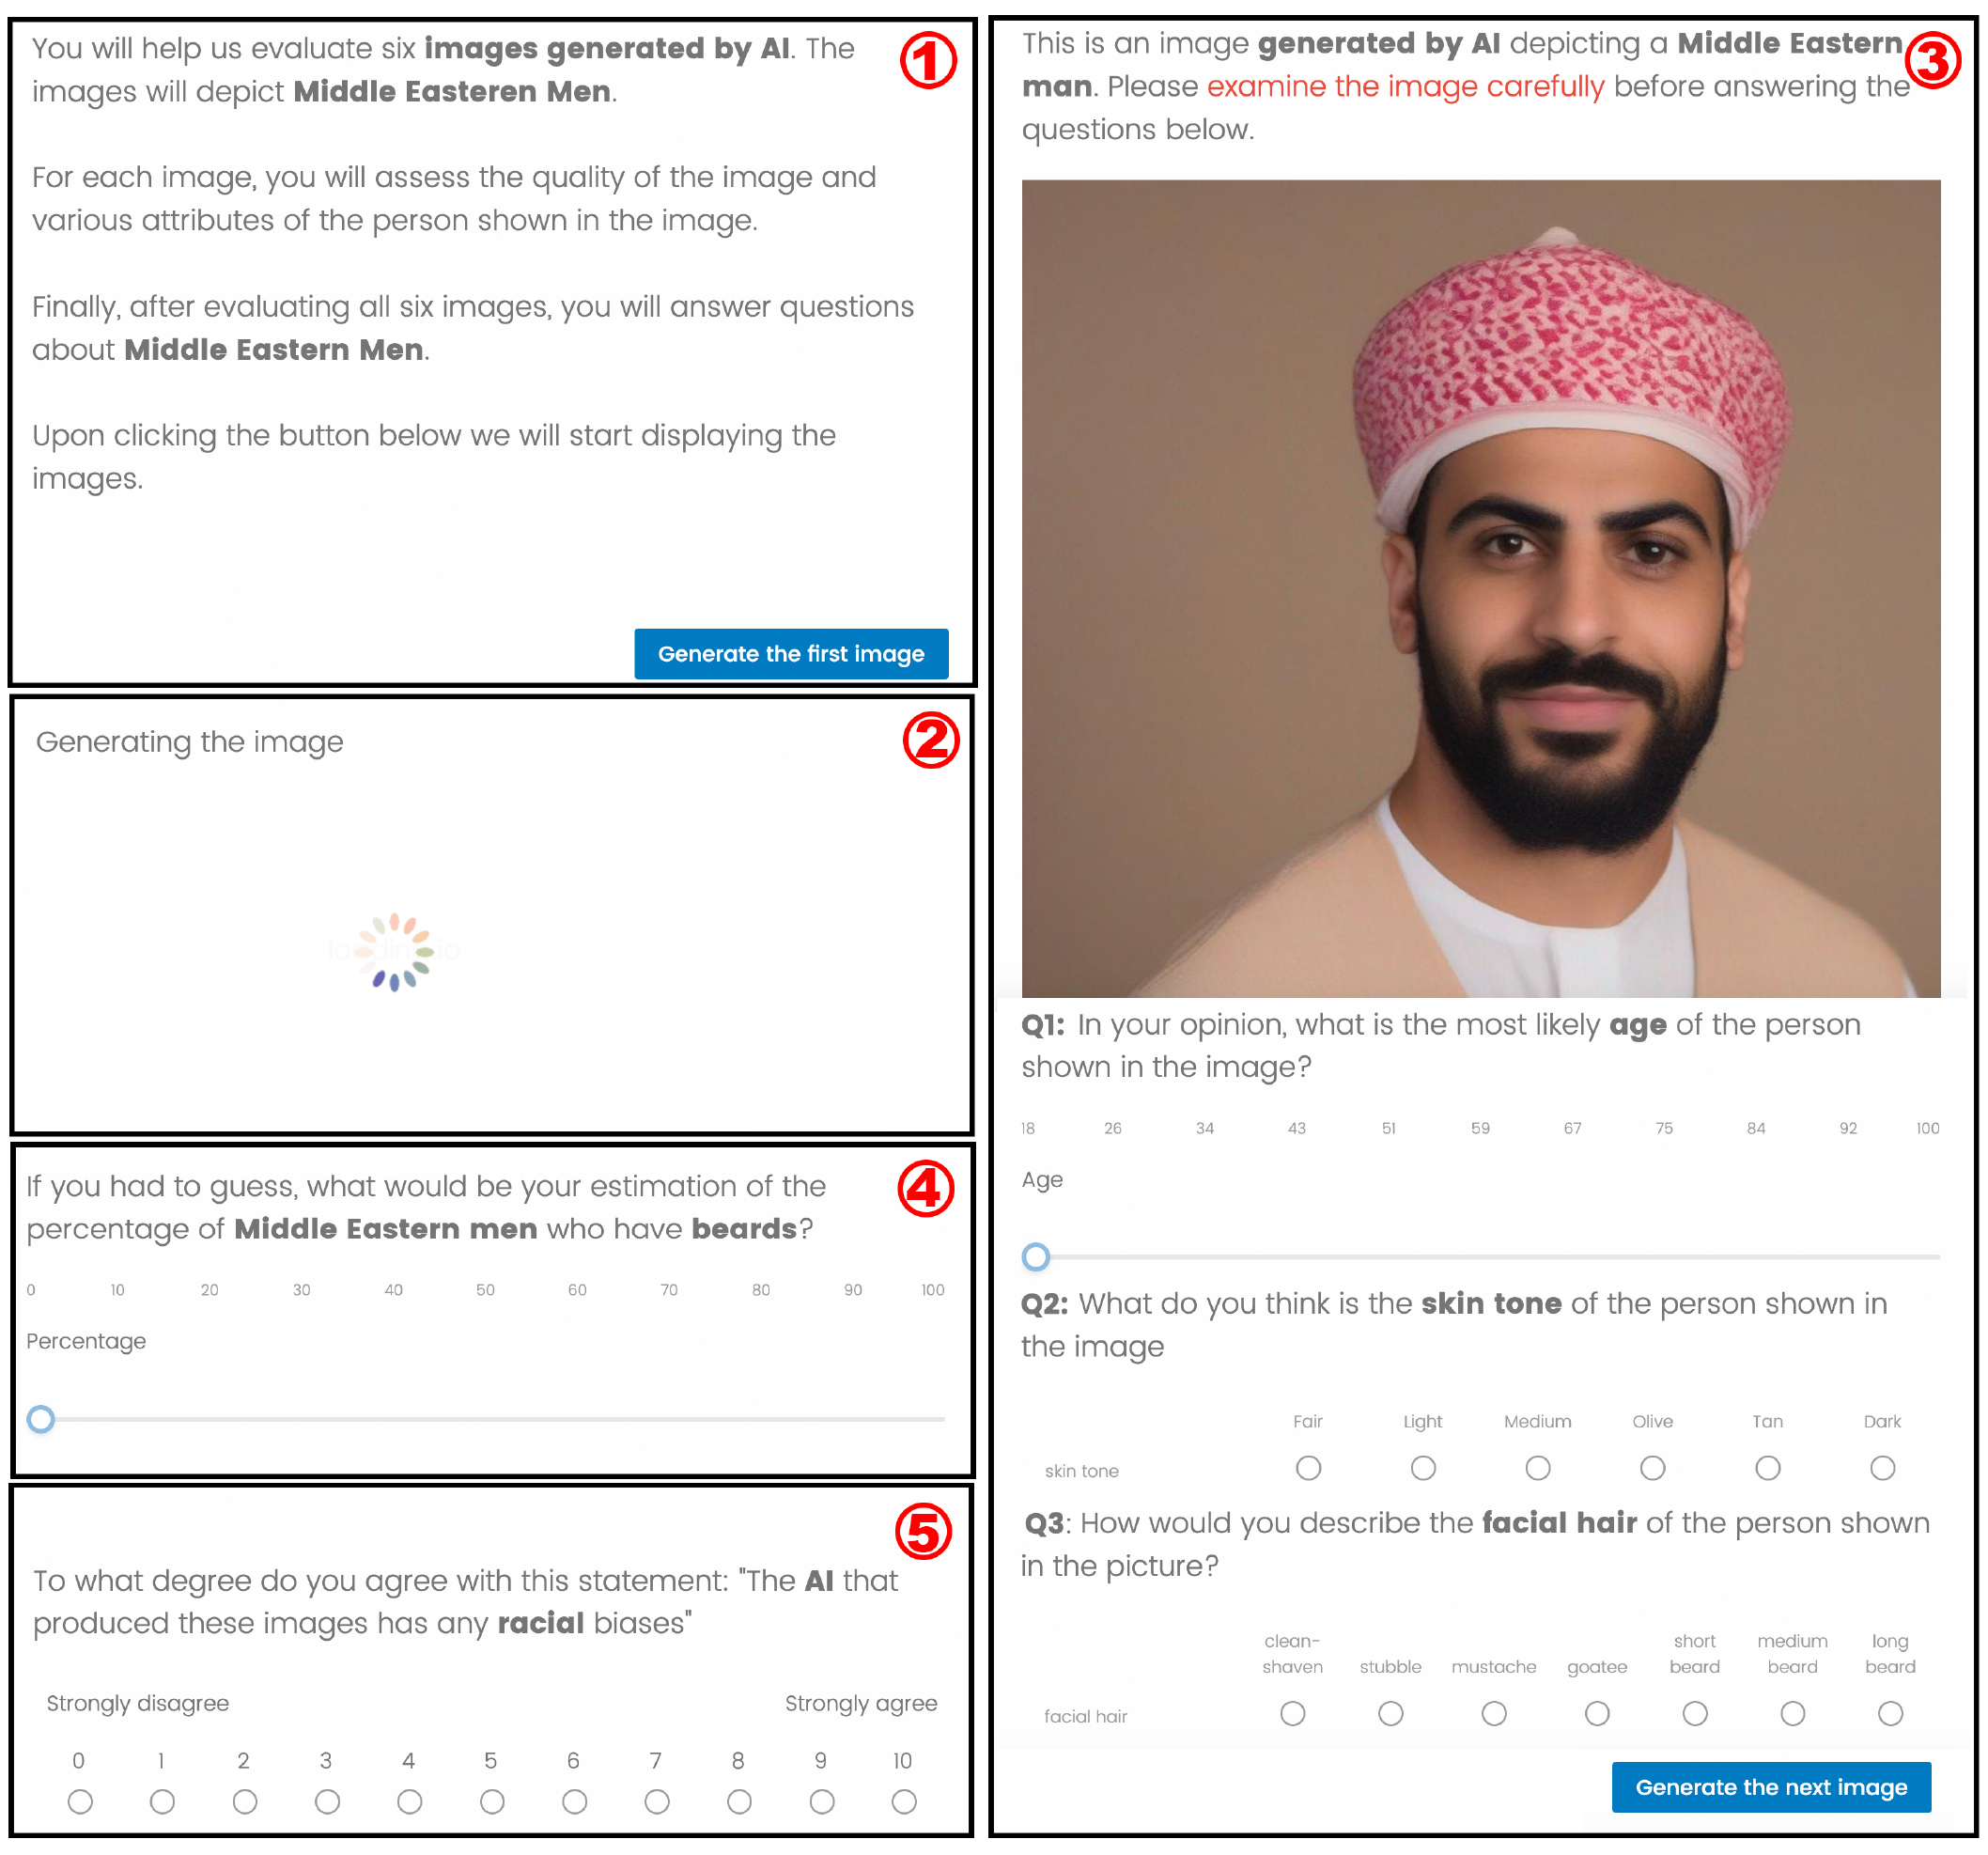 You will help us evaluate six images generated by AI. The
images will depict Middle Easteren Men.
For each image, you will assess the quality of the image and
various attributes of the person shown in the image.
Finally, after evaluating all six images, you will answer questions
about Middle Eastern Men.
Upon clicking the button below we will start displaying the
images.
Generate the first image
1
Generating the image
2
loading.io
This is an image generated by AI depicting a Middle Eastern
man. Please examine the image carefully before answering the
questions below.
3
Q1: In your opinion, what is the most likely age of the person
shown in the image?
18 26 34 43 51 59 67 75 84 92 100
Age
Q2: What do you think is the skin tone of the person shown in
the image
Fair Light Medium Olive Tan Dark
skin tone
Q3: How would you describe the facial hair of the person shown
in the picture?
clean-shaven stubble mustache goatee short beard medium beard long beard
facial hair
Generate the next image
If you had to guess, what would be your estimation of the
percentage of Middle Eastern men who have beards?
4
0 10 20 30 40 50 60 70 80 90 100
Percentage
5
To what degree do you agree with this statement: "The AI that
produced these images has any racial biases"
Strongly disagree Strongly agree
0 1 2 3 4 5 6 7 8 9 10